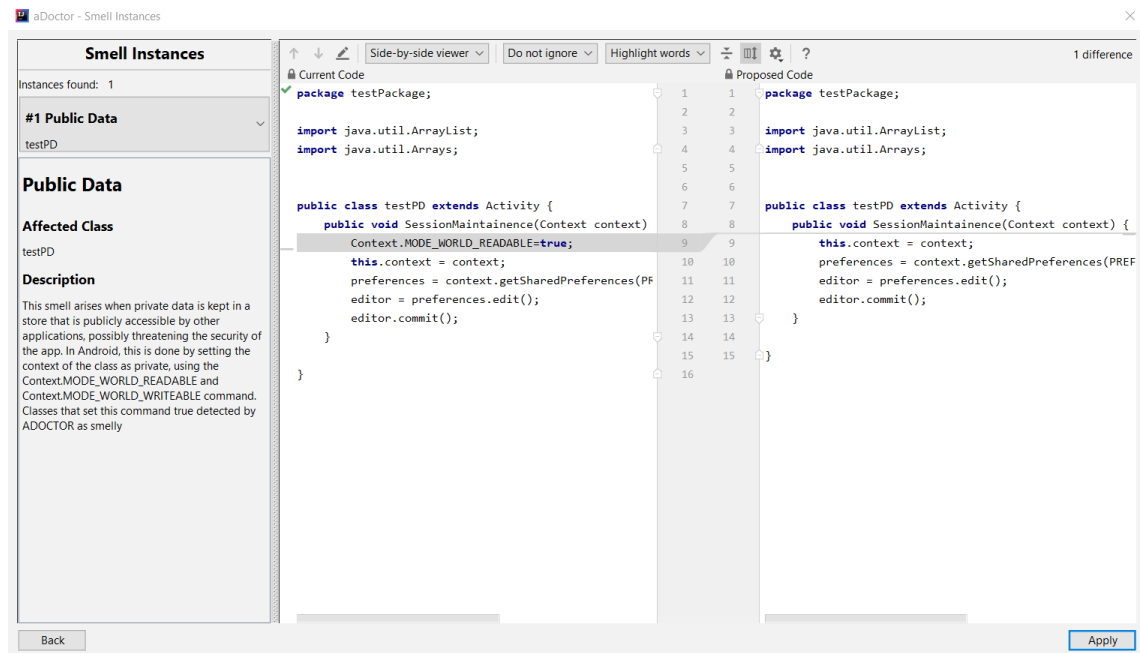 aDoctor - Smell Instances
Smell Instances
Instances found: 1
#1 Public Data
testPD
Public Data
Affected Class
testPD
Description
This smell arises when private data is kept in a
store that is publicly accessible by other
applications, possibly threatening the security of
the app. In Android, this is done by setting the
context of the class as private, using the
Context.MODE_WORLD_READABLE and
Context.MODE_WORLD_WRITEABLE command.
Classes that set this command true detected by
ADOCTOR as smelly
Side-by-side viewer
Do not ignore
Highlight words
?
1 difference
Current Code
package testPackage; 1
2
import java.util.ArrayList; 3
import java.util.Arrays; 4
5
6
public class testPD extends Activity { 7
public void SessionMaintainence(Context context) 8
Context.MODE_WORLD_READABLE=true; 9
this.context = context; 10
preferences = context.getSharedPreferences(PR 11
editor = preferences.edit(); 12
editor.commit(); 13
} 14
15
} 16
Proposed Code
1 package testPackage;
2
3 import java.util.ArrayList;
4 import java.util.Arrays;
5
6
7 public class testPD extends Activity {
8 public void SessionMaintainence(Context context) {
9 this.context = context;
10 preferences = context.getSharedPreferences(PREF
11 editor = preferences.edit();
12 editor.commit();
13 }
14
15 }
Back
Apply